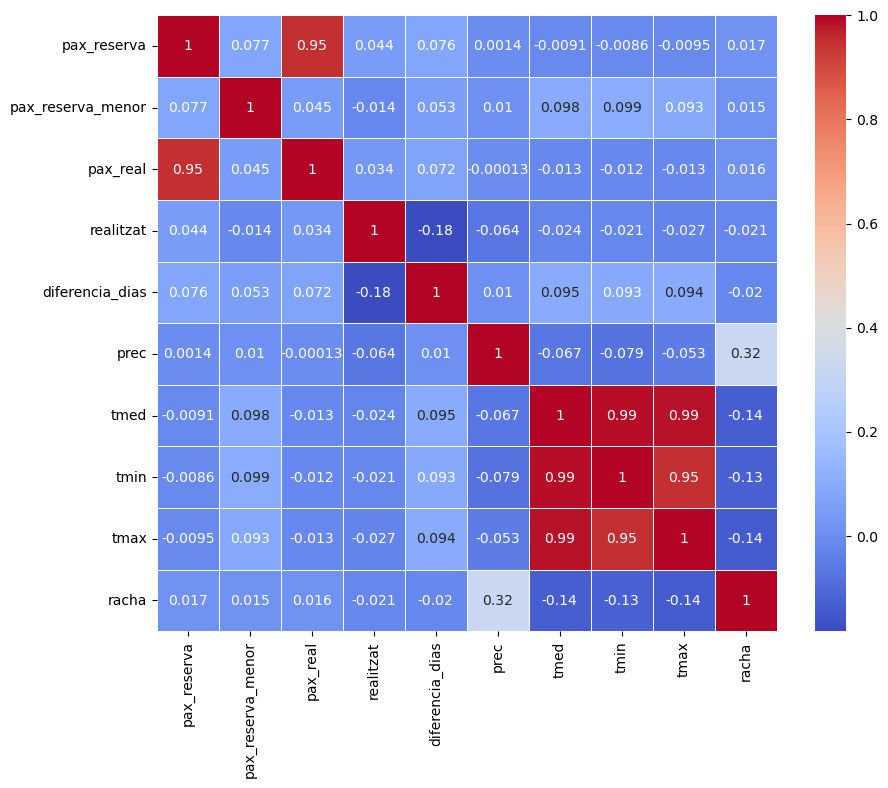 pax_reserva 1 0.077 0.95 0.044 0.076 0.0014 -0.0091 -0.0086 -0.0095 0.017
pax_reserva_menor 0.077 1 0.045 -0.014 0.053 0.01 0.098 0.099 0.093 0.015
pax_real 0.95 0.045 1 0.034 0.072 -0.00013 -0.013 -0.012 -0.013 0.016
realitzat 0.044 -0.014 0.034 1 -0.18 -0.064 -0.024 -0.021 -0.027 -0.021
diferencia_dias 0.076 0.053 0.072 -0.18 1 0.01 0.095 0.093 0.094 -0.02
prec 0.0014 0.01 -0.00013 -0.064 0.01 1 -0.067 -0.079 -0.053 0.32
tmed -0.0091 0.098 -0.013 -0.024 0.095 -0.067 1 0.99 0.99 -0.14
tmin -0.0086 0.099 -0.012 -0.021 0.093 -0.079 0.99 1 0.95 -0.13
tmax -0.0095 0.093 -0.013 -0.027 0.094 -0.053 0.99 0.95 1 -0.14
racha 0.017 0.015 0.016 -0.021 -0.02 0.32 -0.14 -0.13 -0.14 1
pax_reserva pax_reserva_menor pax_real realitzat diferencia_dias prec tmed tmin tmax racha
1.0
0.8
0.6
0.4
0.2
0.0